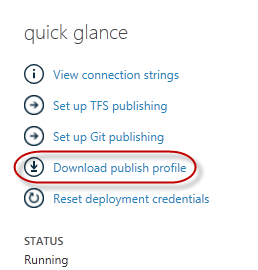 quick glance
View connection strings
Set up TFS publishing
Set up Git publishing
Download publish profile
Reset deployment credentials
STATUS
Running